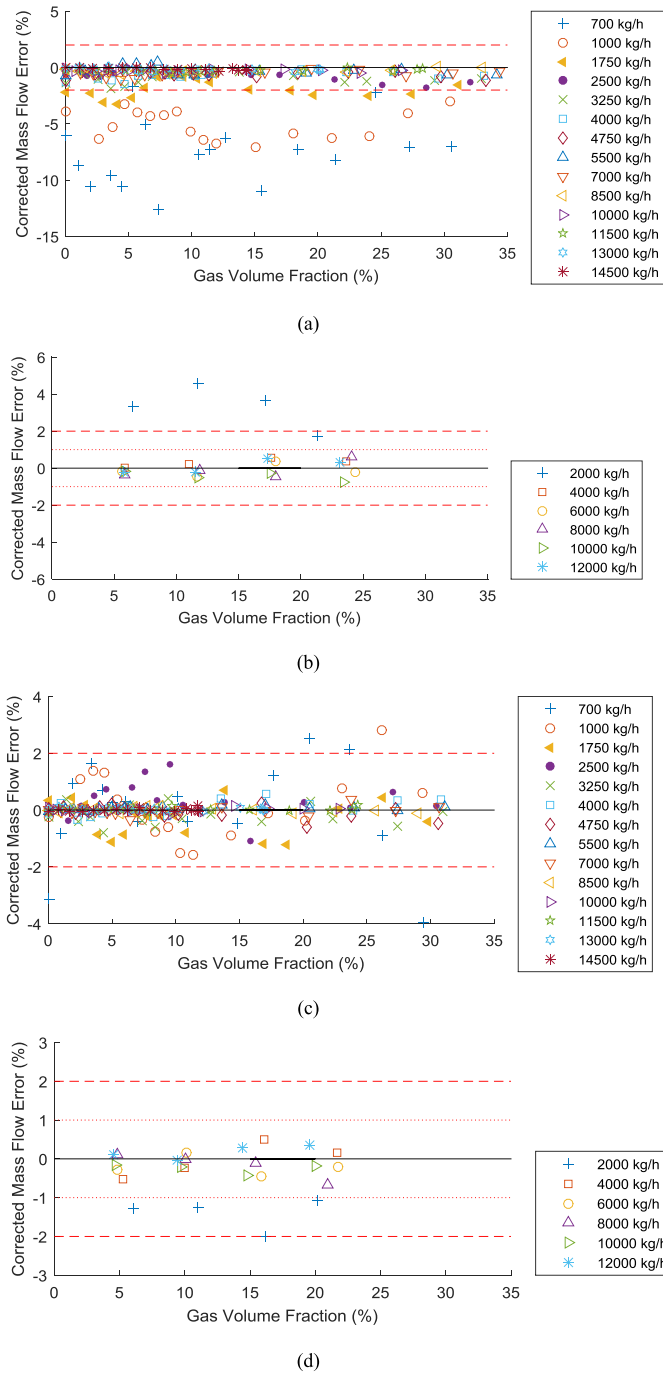 Corrected Mass Flow Error (%)
5
0
-5
-10
-15
0 5 10 15 20 25 30 35
Gas Volume Fraction (%)
700 kg/h
1000 kg/h
1750 kg/h
2500 kg/h
3250 kg/h
4000 kg/h
4750 kg/h
5500 kg/h
7000 kg/h
8500 kg/h
10000 kg/h
11500 kg/h
13000 kg/h
14500 kg/h
(a)
Corrected Mass Flow Error (%)
6
4
2
0
-2
-4
-6
0 5 10 15 20 25 30 35
Gas Volume Fraction (%)
2000 kg/h
4000 kg/h
6000 kg/h
8000 kg/h
10000 kg/h
12000 kg/h
(b)
Corrected Mass Flow Error (%)
4
2
0
-2
-4
0 5 10 15 20 25 30 35
Gas Volume Fraction (%)
700 kg/h
1000 kg/h
1750 kg/h
2500 kg/h
3250 kg/h
4000 kg/h
4750 kg/h
5500 kg/h
7000 kg/h
8500 kg/h
10000 kg/h
11500 kg/h
13000 kg/h
14500 kg/h
(c)
Corrected Mass Flow Error (%)
3
2
1
0
-1
-2
-3
0 5 10 15 20 25 30 35
Gas Volume Fraction (%)
2000 kg/h
4000 kg/h
6000 kg/h
8000 kg/h
10000 kg/h
12000 kg/h
(d)